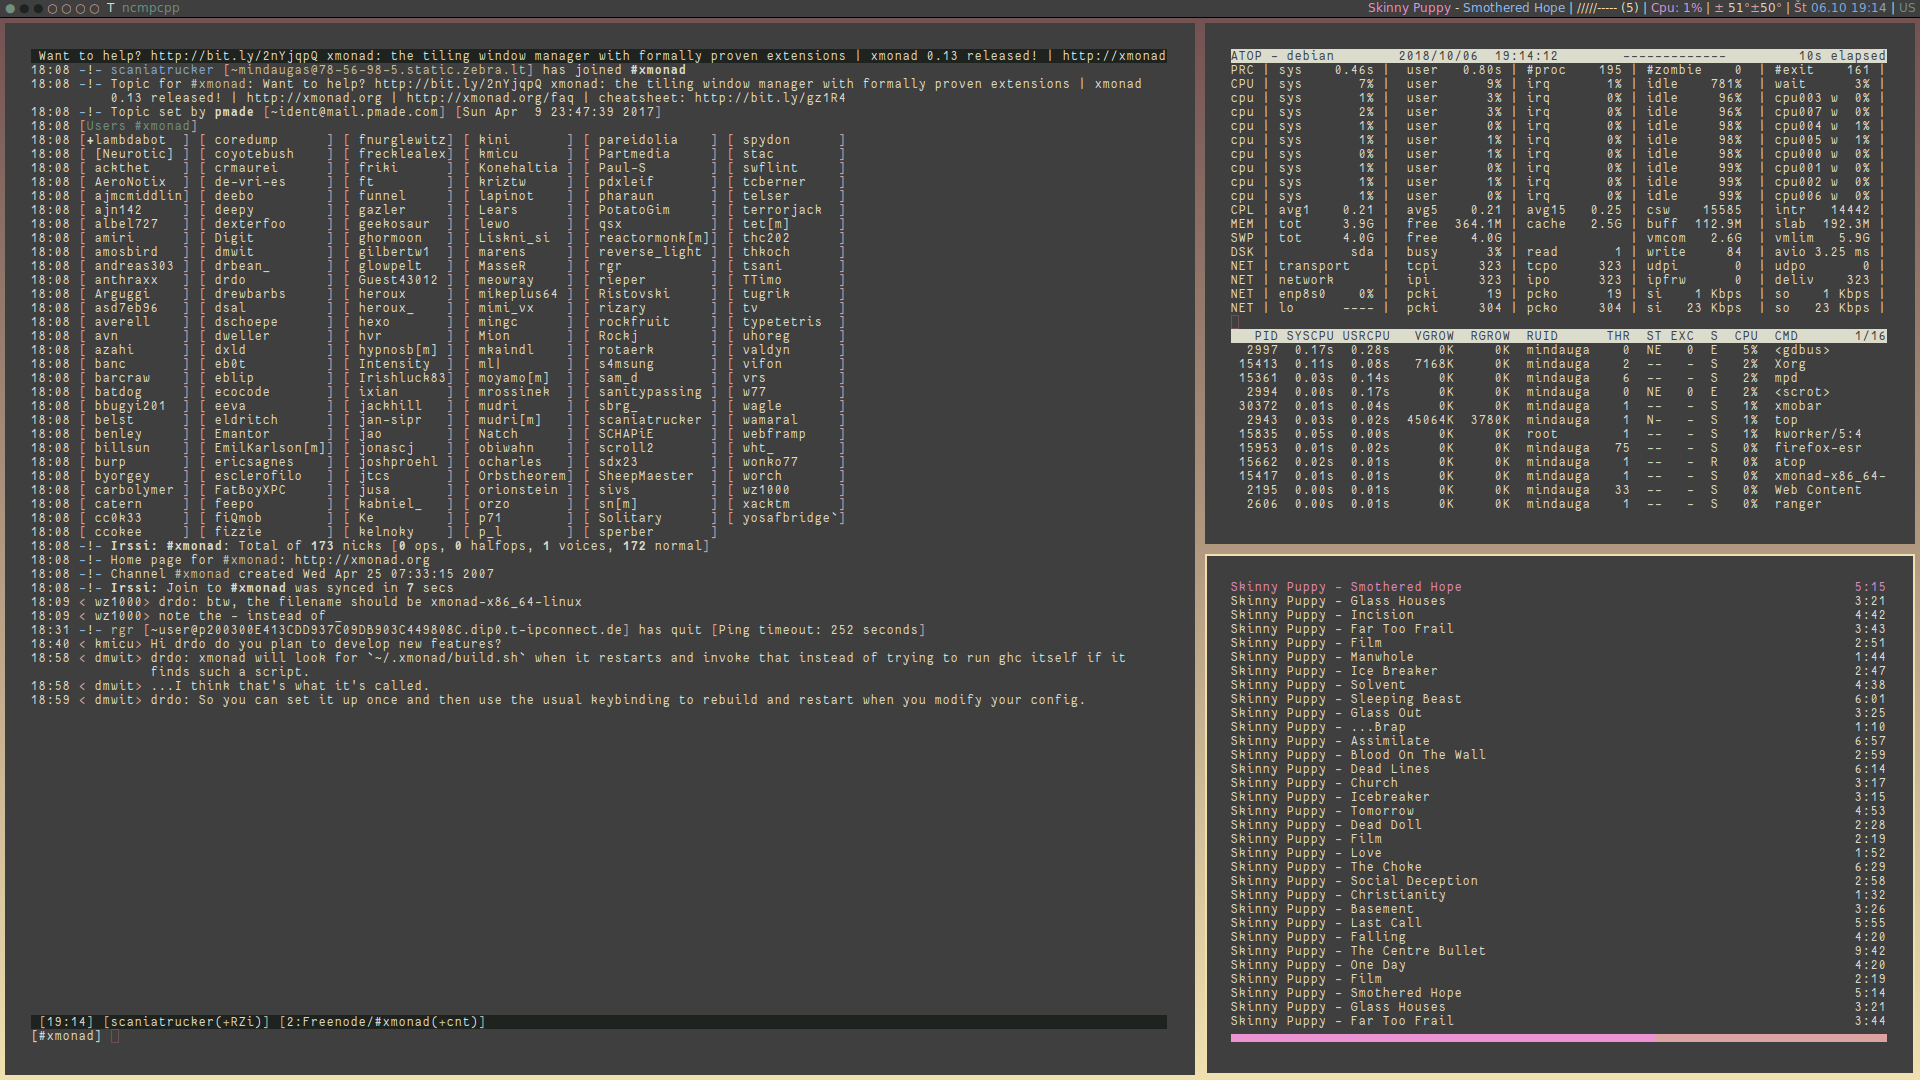 T ncmpcpp
Skinny Puppy - Smothered Hope | /////----- (5) | Cpu: 1% | ± 51°±50° | Št 06.10 19:14 | US
Want to help? http://bit.ly/2nYjqpQ xmonad: the tiling window manager with formally proven extensions | xmonad 0.13 released! | http://xmonad
18:08 -!- scaniatrucker [~mindaugas@78-56-98-5.static.zebra.lt] has joined #xmonad
18:08 -!- Topic for #xmonad: Want to help? http://bit.ly/2nYjqpQ xmonad: the tiling window manager with formally proven extensions | xmonad
0.13 released! | http://xmonad.org | http://xmonad.org/faq | cheatsheet: http://bit.ly/gz1R4
18:08 -!- Topic set by pmade [~ident@mail.pmade.com] [Sun Apr  9 23:47:39 2017]
18:08 [Users #xmonad]
18:08 [+lambdabot   ] [ coredump      ] [ fnurglewitz] [ kini       ] [ pareidolia    ] [ spydon      ]
18:08 [ [Neurotic]  ] [ coyotebush    ] [ frecklealex] [ kmicu      ] [ Partmedia     ] [ stac        ]
18:08 [ ackthet     ] [ crmaurei      ] [ friki      ] [ Konehaltia ] [ Paul-S        ] [ swflint     ]
18:08 [ AeroNotix   ] [ de-vri-es     ] [ ft         ] [ kriztw     ] [ pdxleif       ] [ tcberner    ]
18:08 [ ajmcmiddlin] [ deebo         ] [ funnel     ] [ lapinot    ] [ pharaun       ] [ telser      ]
18:08 [ ajn142      ] [ deepy         ] [ gazler     ] [ Lears      ] [ PotatoGim     ] [ terrorjack  ]
18:08 [ albel727    ] [ dexterfoo     ] [ geekosaur  ] [ lewo       ] [ qsx           ] [ tet[m]      ]
18:08 [ amiri       ] [ Digit         ] [ ghormoon   ] [ Liskni_si  ] [ reactormonk[m]] [ thc202      ]
18:08 [ amosbird    ] [ dmwit         ] [ gilbertw1  ] [ marens     ] [ reverse_light ] [ thkoch      ]
18:08 [ andreas303  ] [ drbean_       ] [ glowpelt   ] [ MasseR     ] [ rgr           ] [ tsani       ]
18:08 [ anthraxx    ] [ drdo          ] [ Guest43012 ] [ meowray    ] [ rieper        ] [ TTimo       ]
18:08 [ Arguggi     ] [ drewbarbs     ] [ heroux     ] [ mikeplus64 ] [ Ristovski     ] [ tugrik      ]
18:08 [ asd7eb96    ] [ dsal          ] [ heroux_    ] [ mimi_vx    ] [ rizary        ] [ tv          ]
18:08 [ averell     ] [ dschoepe      ] [ hexo       ] [ mingc      ] [ rockfruit     ] [ typetetris  ]
18:08 [ avn         ] [ dweller       ] [ hvr        ] [ Mion       ] [ Rockj         ] [ uhoreg      ]
18:08 [ azahi       ] [ dxld          ] [ hypnosb[m] ] [ mkaindl    ] [ rotaerk       ] [ valdyn      ]
18:08 [ banc        ] [ eb0t          ] [ Intensity  ] [ ml|        ] [ s4msung       ] [ vifon       ]
18:08 [ barcraw     ] [ eblip         ] [ Irishluck83] [ moyamo[m]  ] [ sam_d         ] [ vrs         ]
18:08 [ batdog      ] [ ecocode       ] [ ixian      ] [ mrossinek  ] [ sanitypassing ] [ w77         ]
18:08 [ bbugyi201   ] [ eeva          ] [ jackhill   ] [ mudri      ] [ sbrg_         ] [ wagle       ]
18:08 [ belst       ] [ eldritch      ] [ jan-sipr   ] [ mudri[m]   ] [ scaniatrucker ] [ wamaral     ]
18:08 [ benley      ] [ Emantor       ] [ jao        ] [ Natch      ] [ SCHAPiE       ] [ webframp    ]
18:08 [ billsun     ] [ EmilKarlson[m]] [ jonascj    ] [ obiwahn    ] [ scroll2       ] [ wht_        ]
18:08 [ burp        ] [ ericsagnes    ] [ joshproehl ] [ ocharles   ] [ sdx23         ] [ wonko77     ]
18:08 [ byorgey     ] [ esclerofilo   ] [ jtcs       ] [ Orbstheorem] [ SheepMaester  ] [ worch       ]
18:08 [ carbolymer  ] [ FatBoyXPC     ] [ jusa       ] [ orionstein ] [ sivs          ] [ wz1000      ]
18:08 [ catern      ] [ feepo         ] [ kabniel_   ] [ orzo       ] [ sn[m]         ] [ xacktm      ]
18:08 [ cc0k33      ] [ fiQmob        ] [ Ke         ] [ p71        ] [ Solitary      ] [ yosafbridge`]
18:08 [ ccokee      ] [ fizzie        ] [ kelnoky    ] [ p_l        ] [ sperber       ]
18:08 -!- Irssi: #xmonad: Total of 173 nicks [0 ops, 0 halfops, 1 voices, 172 normal]
18:08 -!- Home page for #xmonad: http://xmonad.org
18:08 -!- Channel #xmonad created Wed Apr 25 07:33:15 2007
18:08 -!- Irssi: Join to #xmonad was synced in 7 secs
18:09 < wz1000> drdo: btw, the filename should be xmonad-x86_64-linux
18:09 < wz1000> note the - instead of _
18:31 -!- rgr [~user@p200300E413CDD937C09DB903C449808C.dip0.t-ipconnect.de] has quit [Ping timeout: 252 seconds]
18:40 < kmicu> Hi drdo do you plan to develop new features?
18:58 < dmwit> drdo: xmonad will look for `~/.xmonad/build.sh` when it restarts and invoke that instead of trying to run ghc itself if it
finds such a script.
18:58 < dmwit> ...I think that's what it's called.
18:59 < dmwit> drdo: So you can set it up once and then use the usual keybinding to rebuild and restart when you modify your config.
[19:14] [scaniatrucker(+RZi)] [2:Freenode/#xmonad(+cnt)]
[#xmonad]
ATOP - debian        2018/10/06  19:14:12        -------------         10s elapsed
PRC | sys    0.46s | user   0.80s | #proc    195 | #zombie    0 | #exit    161 |
CPU | sys       7% | user      9% | irq       1% | idle    781% | wait      3% |
cpu | sys       1% | user      3% | irq       0% | idle     96% | cpu003 w  0% |
cpu | sys       2% | user      3% | irq       0% | idle     96% | cpu007 w  0% |
cpu | sys       1% | user      0% | irq       0% | idle     98% | cpu004 w  1% |
cpu | sys       1% | user      1% | irq       0% | idle     98% | cpu005 w  1% |
cpu | sys       0% | user      1% | irq       0% | idle     98% | cpu000 w  0% |
cpu | sys       1% | user      0% | irq       0% | idle     99% | cpu001 w  0% |
cpu | sys       1% | user      1% | irq       0% | idle     99% | cpu002 w  0% |
cpu | sys       0% | user      0% | irq       0% | idle     99% | cpu006 w  0% |
CPL | avg1    0.21 | avg5    0.21 | avg15   0.25 | csw    15585 | intr   14442 |
MEM | tot     3.9G | free  364.1M | cache   2.5G | buff  112.9M | slab  192.3M |
SWP | tot     4.0G | free    4.0G |              | vmcom   2.6G | vmlim   5.9G |
DSK |          sda | busy      3% | read       1 | write     84 | avio 3.25 ms |
NET | transport    | tcpi     323 | tcpo     323 | udpi       0 | udpo       0 |
NET | network      | ipi      323 | ipo      323 | ipfrw      0 | deliv    323 |
NET | enp8s0    0% | pcki      19 | pcko      19 | si    1 Kbps | so    1 Kbps |
NET | lo      ---- | pcki     304 | pcko     304 | si   23 Kbps | so   23 Kbps |
PID SYSCPU USRCPU   VGROW  RGROW  RUID      THR  ST EXC  S  CPU  CMD       1/16
2997  0.17s  0.28s      0K     0K  mindauga    0  NE   0  E   5%  <gdbus>
15413  0.11s  0.08s   7168K     0K  mindauga    2  --   -  S   2%  Xorg
15361  0.03s  0.14s      0K     0K  mindauga    6  --   -  S   2%  mpd
2994  0.00s  0.17s      0K     0K  mindauga    0  NE   0  E   2%  <scrot>
30372  0.01s  0.04s      0K     0K  mindauga    1  --   -  S   1%  xmobar
2943  0.03s  0.02s  45064K  3780K  mindauga    1  N-   -  S   1%  top
15835  0.05s  0.00s      0K     0K  root        1  --   -  S   1%  kworker/5:4
15953  0.01s  0.02s      0K     0K  mindauga   75  --   -  S   0%  firefox-esr
15662  0.02s  0.01s      0K     0K  mindauga    1  --   -  R   0%  atop
15417  0.01s  0.01s      0K     0K  mindauga    1  --   -  S   0%  xmonad-x86_64-
2195  0.00s  0.01s      0K     0K  mindauga   33  --   -  S   0%  Web Content
2606  0.00s  0.01s      0K     0K  mindauga    1  --   -  S   0%  ranger
Skinny Puppy - Smothered Hope 5:15
Skinny Puppy - Glass Houses 3:21
Skinny Puppy - Incision 4:42
Skinny Puppy - Far Too Frail 3:43
Skinny Puppy - Film 2:51
Skinny Puppy - Manwhole 1:44
Skinny Puppy - Ice Breaker 2:47
Skinny Puppy - Solvent 4:38
Skinny Puppy - Sleeping Beast 6:01
Skinny Puppy - Glass Out 3:25
Skinny Puppy - ...Brap 1:10
Skinny Puppy - Assimilate 6:57
Skinny Puppy - Blood On The Wall 2:59
Skinny Puppy - Dead Lines 6:14
Skinny Puppy - Church 3:17
Skinny Puppy - Icebreaker 3:15
Skinny Puppy - Tomorrow 4:53
Skinny Puppy - Dead Doll 2:28
Skinny Puppy - Film 2:19
Skinny Puppy - Love 1:52
Skinny Puppy - The Choke 6:29
Skinny Puppy - Social Deception 2:58
Skinny Puppy - Christianity 1:32
Skinny Puppy - Basement 3:26
Skinny Puppy - Last Call 5:55
Skinny Puppy - Falling 4:20
Skinny Puppy - The Centre Bullet 9:42
Skinny Puppy - One Day 4:20
Skinny Puppy - Film 2:19
Skinny Puppy - Smothered Hope 5:14
Skinny Puppy - Glass Houses 3:21
Skinny Puppy - Far Too Frail 3:44